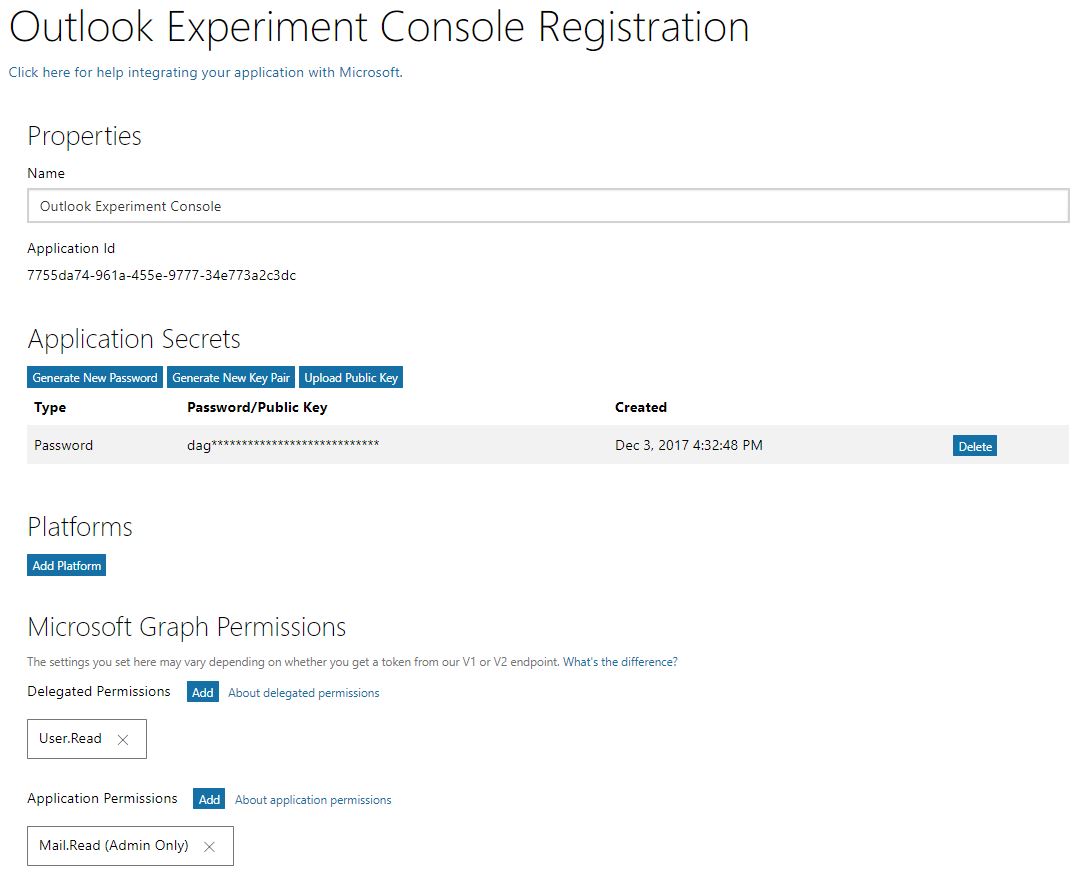 Outlook Experiment Console Registration
Click here for help integrating your application with Microsoft.
Properties
Name
Outlook Experiment Console
Application Id
7755da74-961a-455e-9777-34e773a2c3dc
Application Secrets
Generate New Password Generate New Key Pair Upload Public Key
Type Password/Public Key Created
Password dag**************************** Dec 3, 2017 4:32:48 PM Delete
Platforms
Add Platform
Microsoft Graph Permissions
The settings you set here may vary depending on whether you get a token from our V1 or V2 endpoint. What's the difference?
Delegated Permissions Add About delegated permissions
User.Read
Application Permissions Add About application permissions
Mail.Read (Admin Only)